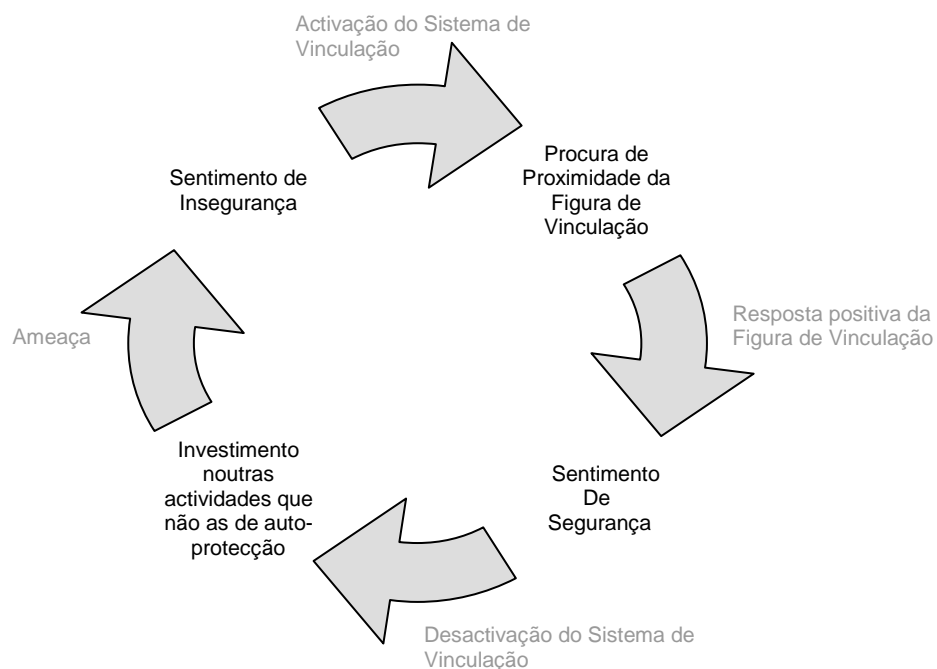 Activação do Sistema de
Vinculação
Sentimento de
Insegurança
Procura de
Proximidade da
Figura de
Vinculação
Ameaça
Resposta positiva da
Figura de Vinculação
Investimento
noutras
actividades que
não as de auto-
protecção
Sentimento
De
Segurança
Desactivação do Sistema de
Vinculação